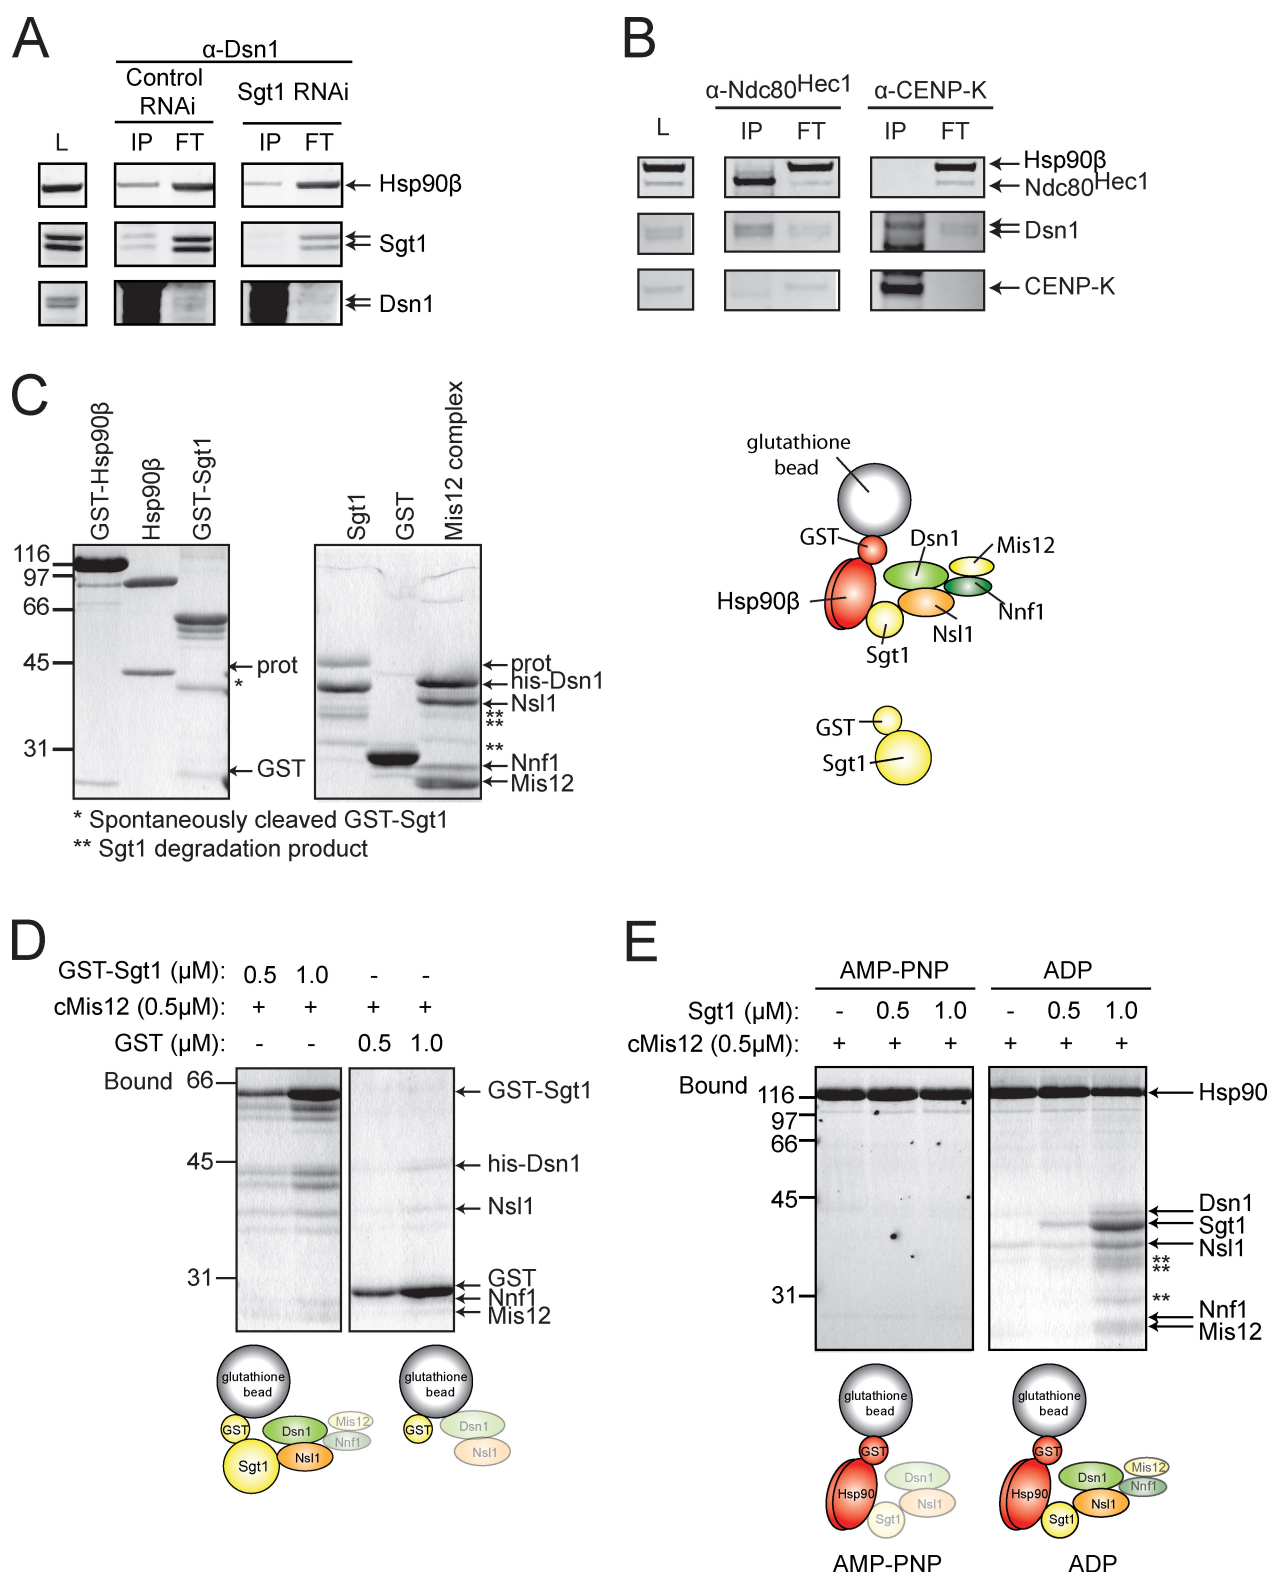 A
α-Dsn1
Control
RNAi
Sgt1 RNAi
L
IP
FT
IP
FT
Hsp90β
Sgt1
Dsn1
B
α-Ndc80Hec1
α-CENP-K
L
IP
FT
IP
FT
Hsp90β
Ndc80Hec1
Dsn1
CENP-K
C
GST-Hsp90β
Hsp90β
GST-Sgt1
Sgt1
GST
Mis12 complex
116
97
66
45
31
prot
*
GST
prot
his-Dsn1
Nsl1
**
**
**
Nnf1
Mis12
* Spontaneously cleaved GST-Sgt1
** Sgt1 degradation product
glutathione
bead
GST
Dsn1
Mis12
Hsp90β
Nnf1
Nsl1
Sgt1
GST
Sgt1
D
GST-Sgt1 (µM): 0.5 1.0 - -
cMis12 (0.5µM): + + + +
GST (µM): - - 0.5 1.0
Bound
66
45
31
GST-Sgt1
his-Dsn1
Nsl1
GST
Nnf1
Mis12
glutathione
bead
GST
Dsn1
Mis12
Nnf1
Sgt1
Nsl1
glutathione
bead
GST
Dsn1
Nsl1
E
AMP-PNP
ADP
Sgt1 (µM): - 0.5 1.0 - 0.5 1.0
cMis12 (0.5µM): + + + + + +
Bound
116
97
66
45
31
Hsp90
Dsn1
Sgt1
Nsl1
**
**
**
Nnf1
Mis12
glutathione
bead
GST
Dsn1
Hsp90
Nsl1
Sgt1
AMP-PNP
glutathione
bead
GST
Dsn1
Mis12
Nnf1
Hsp90
Nsl1
Sgt1
ADP